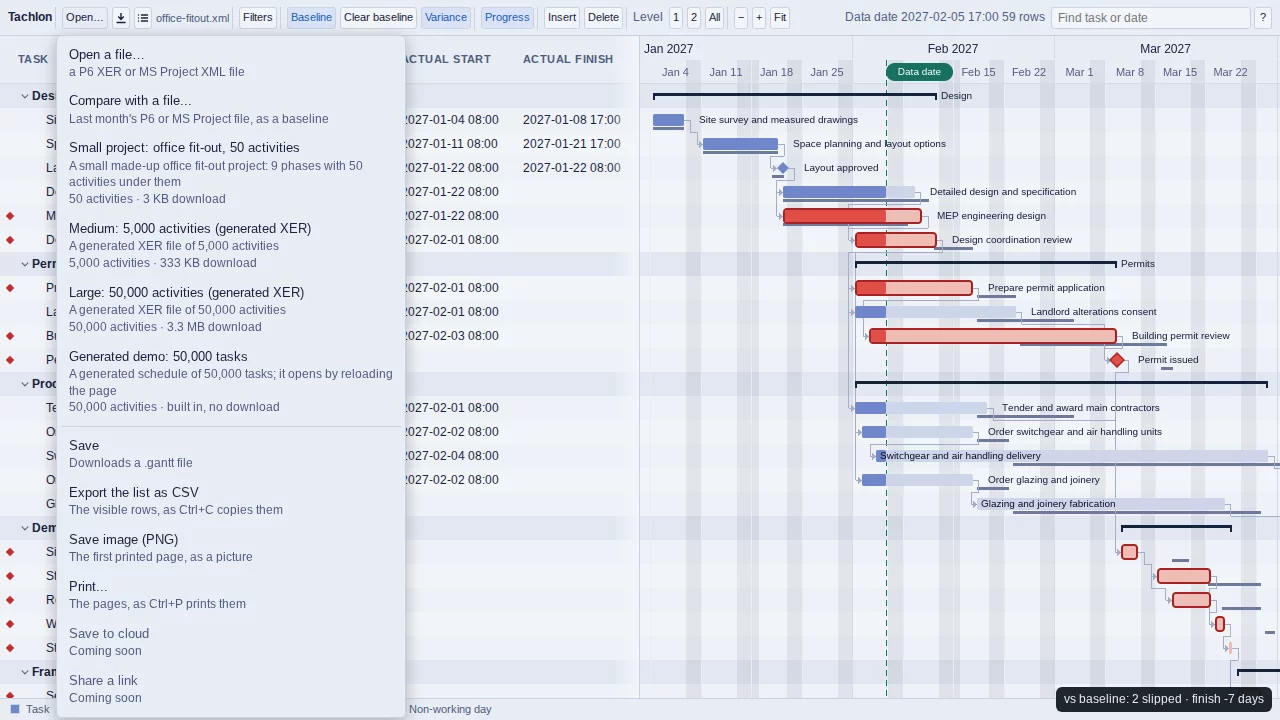 Tachlon Open... office-fitout.xml Filters Baseline Clear baseline Variance Progress Insert Delete Level 1 2 All − + Fit Data date 2027-02-05 17:00 59 rows Find task or date ?
Open a file...
a P6 XER or MS Project XML file
Compare with a file...
Last month's P6 or MS Project file, as a baseline
Small project: office fit-out, 50 activities
A small made-up office fit-out project: 9 phases with 50
activities under them
50 activities · 3 KB download
Medium: 5,000 activities (generated XER)
A generated XER file of 5,000 activities
5,000 activities · 333 KB download
Large: 50,000 activities (generated XER)
A generated XER file of 50,000 activities
50,000 activities · 3.3 MB download
Generated demo: 50,000 tasks
A generated schedule of 50,000 tasks; it opens by reloading
the page
50,000 activities · built in, no download
Save
Downloads a .gantt file
Export the list as CSV
The visible rows, as Ctrl+C copies them
Save image (PNG)
The first printed page, as a picture
Print...
The pages, as Ctrl+P prints them
Save to cloud
Coming soon
Share a link
Coming soon
TASK ACTUAL START ACTUAL FINISH
2027-01-04 08:00 2027-01-08 17:00
2027-01-11 08:00 2027-01-21 17:00
2027-01-22 08:00 2027-01-22 08:00
2027-01-22 08:00
2027-01-22 08:00
2027-02-01 08:00
2027-02-01 08:00
2027-02-01 08:00
2027-02-03 08:00
2027-02-01 08:00
2027-02-02 08:00
2027-02-04 08:00
2027-02-02 08:00
Jan 2027 Feb 2027 Mar 2027
Jan 4 Jan 11 Jan 18 Jan 25 Data date Feb 15 Feb 22 Mar 1 Mar 8 Mar 15 Mar 22
Design
Site survey and measured drawings
Space planning and layout options
Layout approved
Detailed design and specification
MEP engineering design
Design coordination review
Permits
Prepare permit application
Landlord alterations consent
Building permit review
Permit issued
Tender and award main contractors
Order switchgear and air handling units
Switchgear and air handling delivery
Order glazing and joinery
Glazing and joinery fabrication
Task Non-working day
vs baseline: 2 slipped · finish -7 days